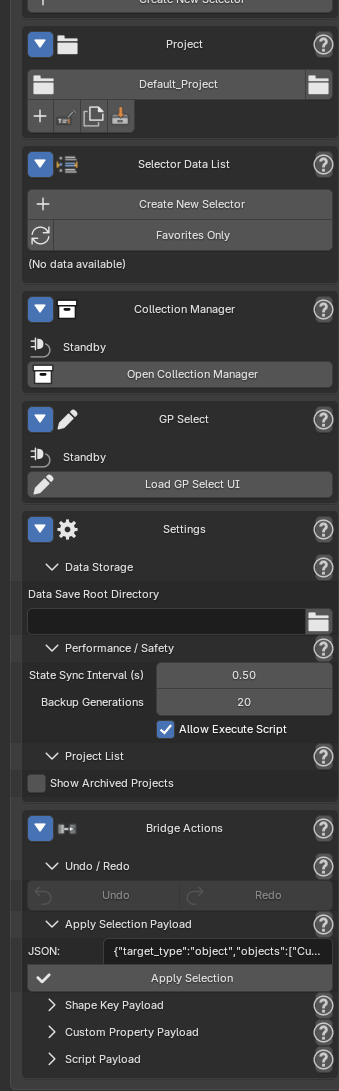 Create New Selector
Project
Default_Project
Selector Data List
Create New Selector
Favorites Only
(No data available)
Collection Manager
Standby
Open Collection Manager
GP Select
Standby
Load GP Select UI
Settings
Data Storage
Data Save Root Directory
Performance / Safety
State Sync Interval (s) 0.50
Backup Generations 20
Allow Execute Script
Project List
Show Archived Projects
Bridge Actions
Undo / Redo
Undo Redo
Apply Selection Payload
JSON: {"target_type":"object","objects":["Cu...
Apply Selection
Shape Key Payload
Custom Property Payload
Script Payload